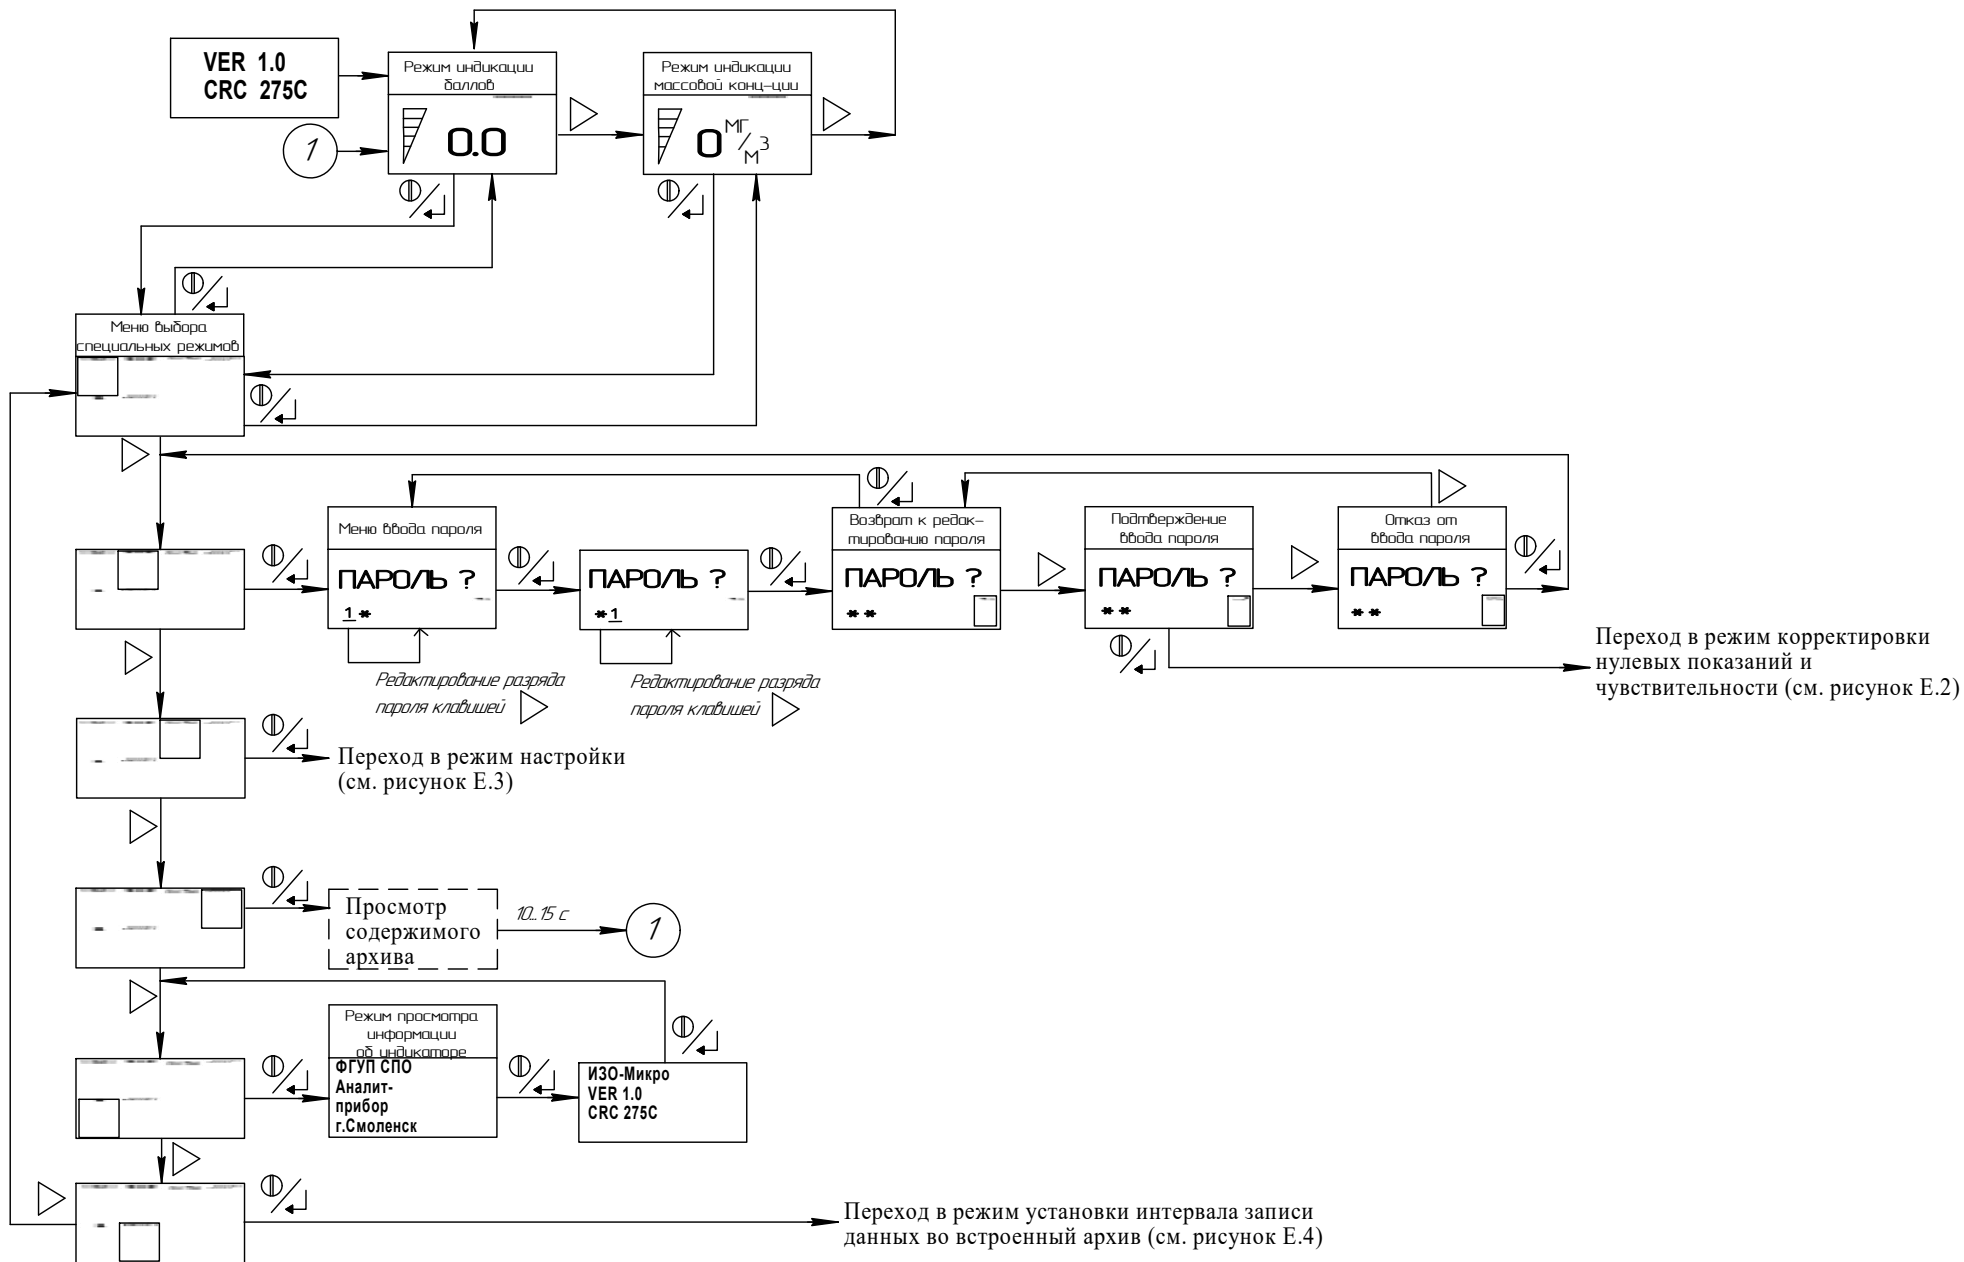 VER 1.0
CRC 275C
Режим индикации
баллов
0.0
Режим индикации
массовой конц-ции
0 МГ/М3
1
Меню выбора
специальных режимов
Меню ввода пароля
ПАРОЛЬ ?
1*
Редактирование разряда
пароля клавишей
ПАРОЛЬ ?
*1
Редактирование разряда
пароля клавишей
Возврат к редак-
тированию пароля
ПАРОЛЬ ?
**
Подтверждение
ввода пароля
ПАРОЛЬ ?
**
Отказ от
ввода пароля
ПАРОЛЬ ?
**
Переход в режим корректировки
нулевых показаний и
чувствительности (см. рисунок Е.2)
Переход в режим настройки
(см. рисунок Е.3)
Просмотр
содержимого
архива
10...15 с
1
Режим просмотра
информации
об индикаторе
ФГУП СПО
Аналит-
прибор
г.Смоленск
ИЗО-Микро
VER 1.0
CRC 275C
Переход в режим установки интервала записи
данных во встроенный архив (см. рисунок Е.4)